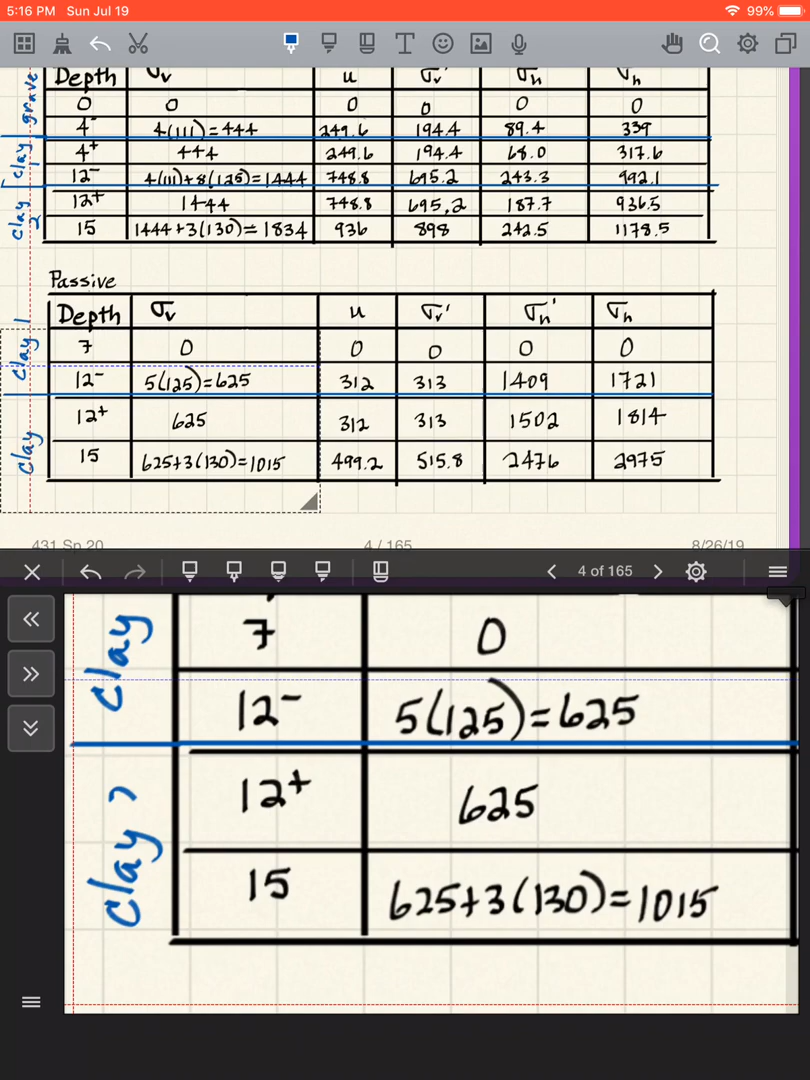 5:16 PM Sun Jul 19 99%
Depth σv u σv' σh' σh
0 0 0 0 0 0
4⁻ 4(111)=444 249.6 194.4 89.4 339
4⁺ 444 249.6 194.4 68.0 317.6
12⁻ 4(111)+8(125)=1444 748.8 695.2 243.3 992.1
12⁺ 1444 748.8 695.2 187.7 936.5
15 1444+3(130)=1834 936 898 242.5 1178.5
clay 1
clay 2
Passive
Depth σv u σv' σh' σh
7 0 0 0 0 0
12⁻ 5(125)=625 312 313 1409 1721
12⁺ 625 312 313 1502 1814
15 625+3(130)=1015 499.2 515.8 2476 2975
clay 1
clay
431 Sp 20 4 / 165 8/26/19
4 of 165
7 0
12⁻ 5(125)=625
12⁺ 625
15 625+3(130)=1015
clay
clay